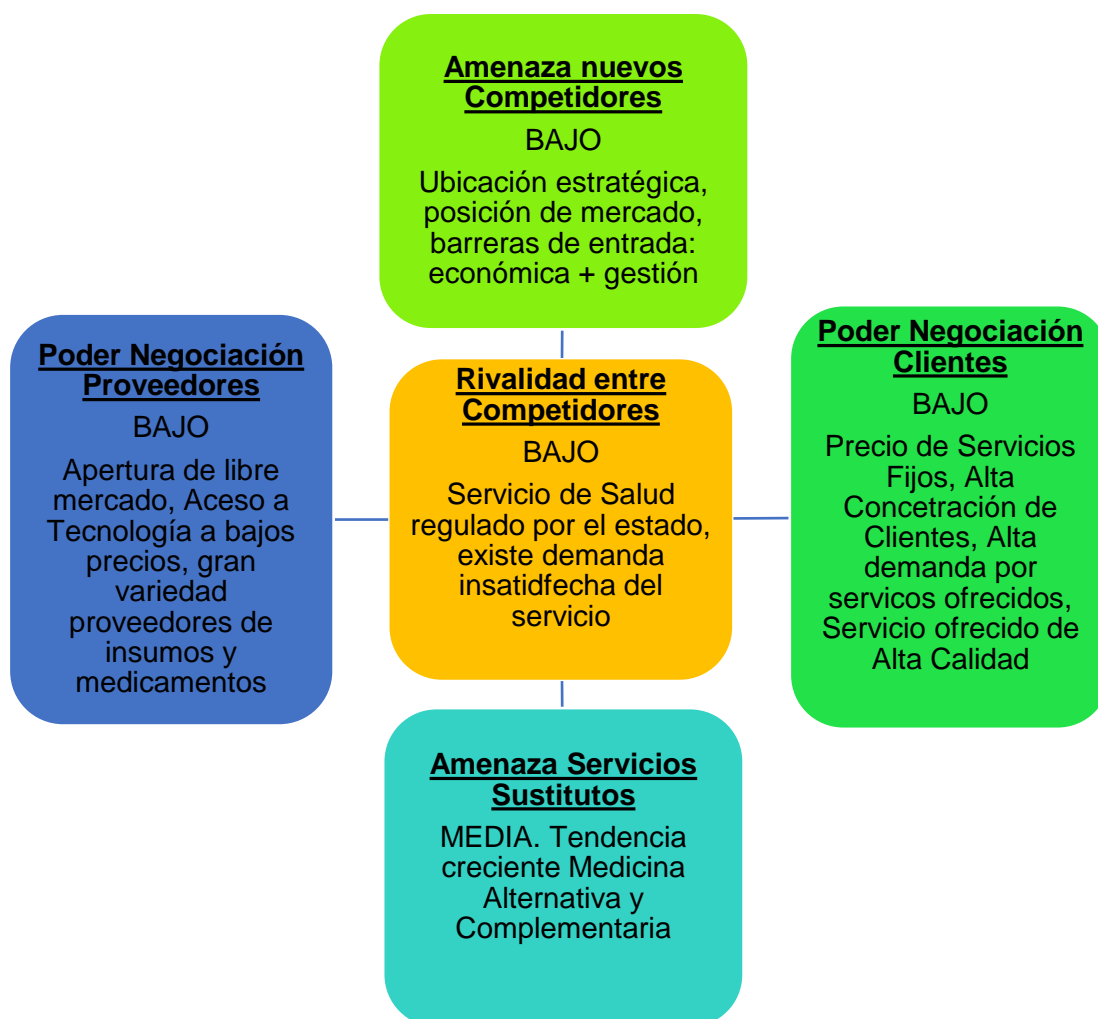 Amenaza nuevos
Competidores
BAJO
Ubicación estratégica,
posición de mercado,
barreras de entrada:
económica + gestión
Poder Negociación
Proveedores
BAJO
Apertura de libre
mercado, Aceso a
Tecnología a bajos
precios, gran
variedad
proveedores de
insumos y
medicamentos
Rivalidad entre
Competidores
BAJO
Servicio de Salud
regulado por el estado,
existe demanda
insatidfecha del
servicio
Poder Negociación
Clientes
BAJO
Precio de Servicios
Fijos, Alta
Concetración de
Clientes, Alta
demanda por
servicos ofrecidos,
Servicio ofrecido de
Alta Calidad
Amenaza Servicios
Sustitutos
MEDIA. Tendencia
creciente Medicina
Alternativa y
Complementaria